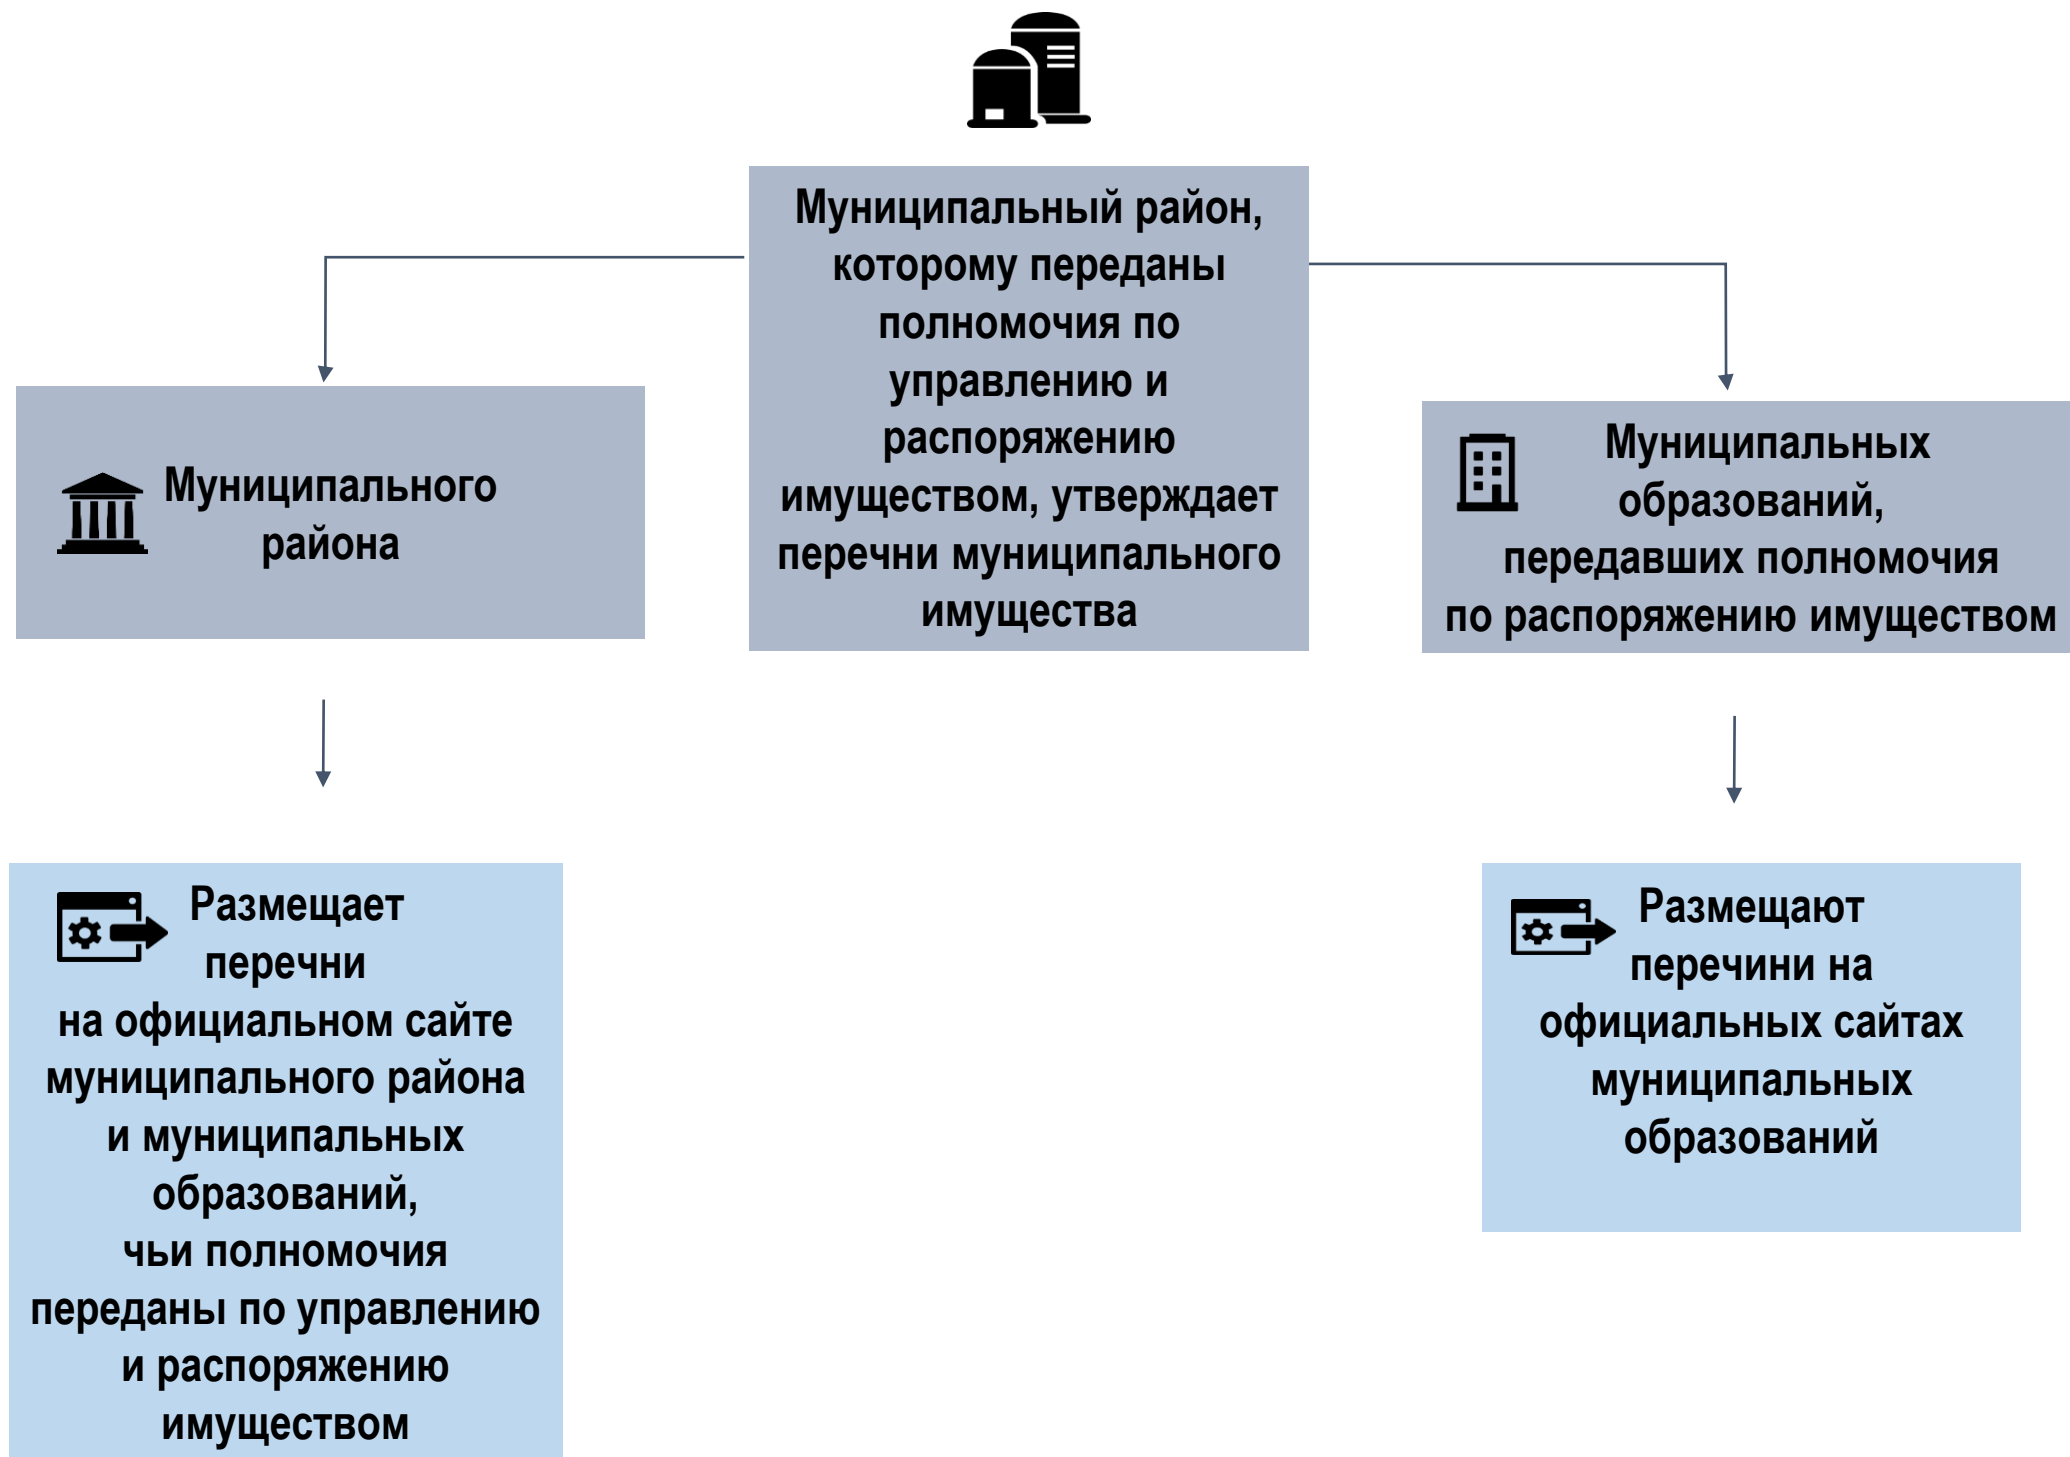 Муниципальный район,
которому переданы
полномочия по
управлению и
распоряжению
имуществом, утверждает
перечни муниципального
имущества
Муниципального
района
Муниципальных
образований,
передавших полномочия
по распоряжению имуществом
Размещает
перечни
на официальном сайте
муниципального района
и муниципальных
образований,
чьи полномочия
переданы по управлению
и распоряжению
имуществом
Размещают
перечини на
официальных сайтах
муниципальных
образований